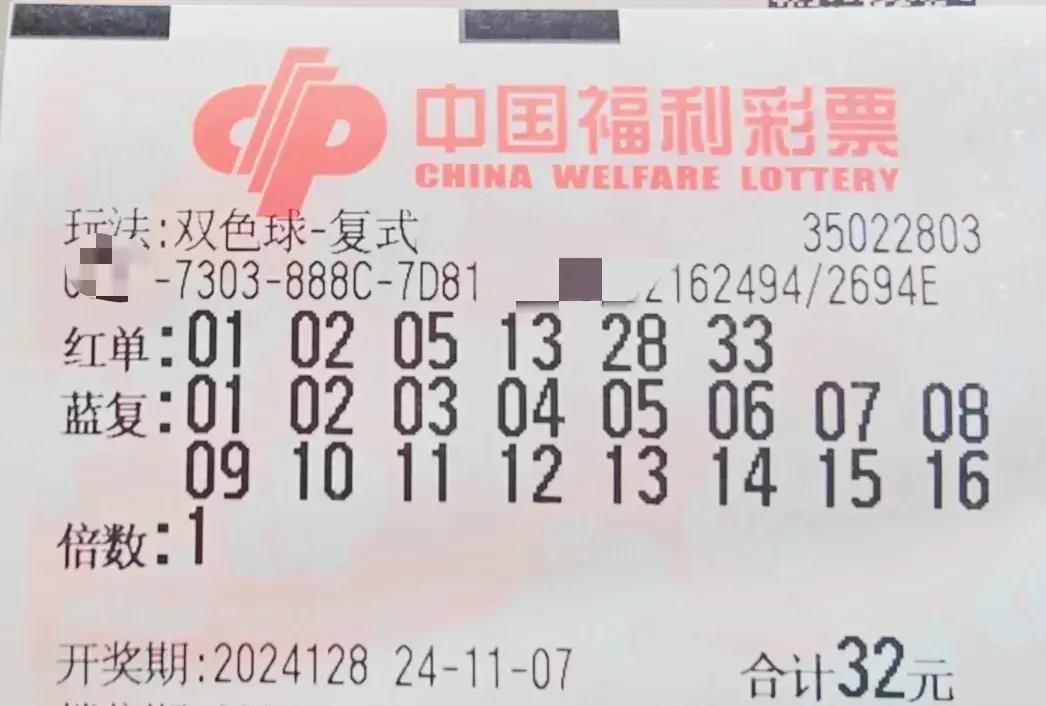 中国福利彩票
CHINA WELFARE LOTTERY
玩法:双色球-复式 35022803
-7303-888C-7D81 2162494/2694E
红单:01 02 05 13 28 33
蓝复:01 02 03 04 05 06 07 08
09 10 11 12 13 14 15 16
倍数:1
开奖期:2024128 24-11-07 合计32元